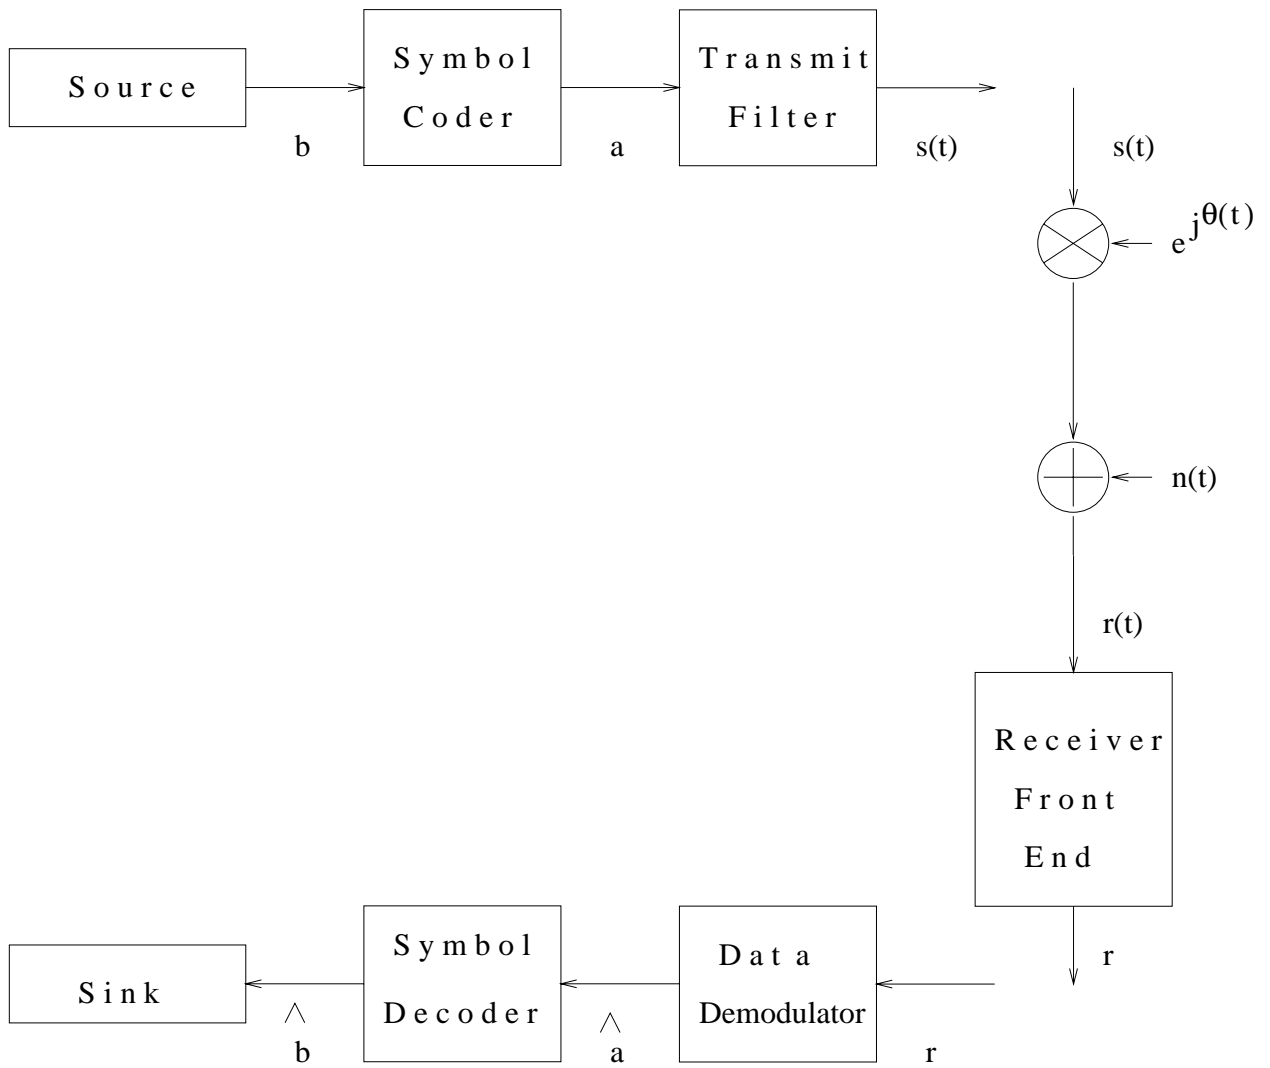 Source
Symbol
Coder
Transmit
Filter
b
a
s(t)
s(t)
e^{jθ(t)}
n(t)
r(t)
Receiver
Front
End
r
Data
Demodulator
r
Symbol
Decoder
â
Sink
b̂